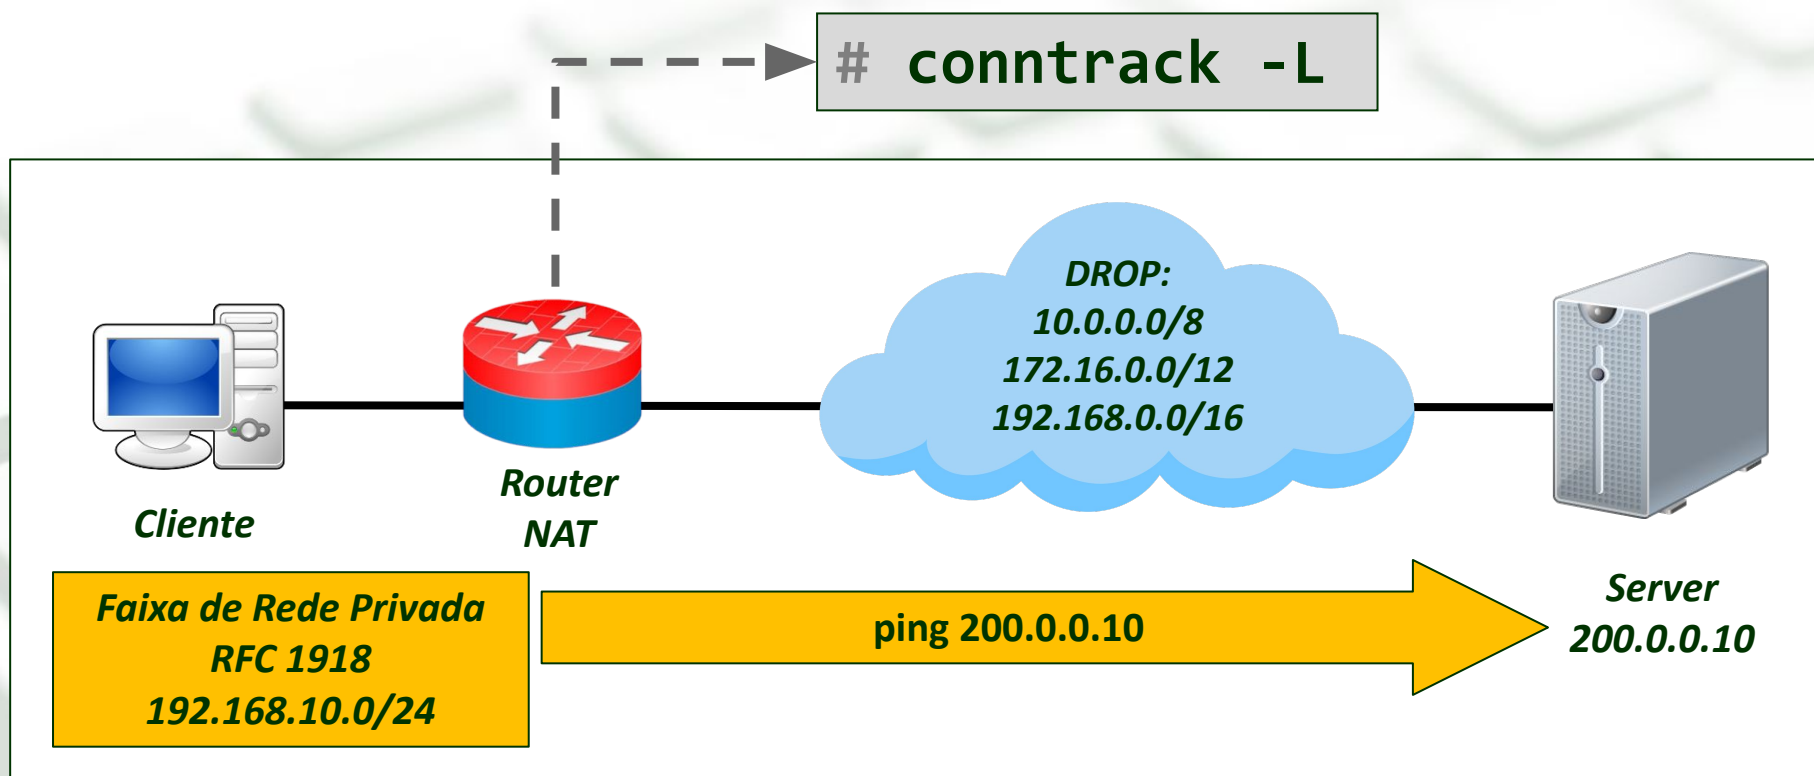 # conntrack -L
DROP:
10.0.0.0/8
172.16.0.0/12
192.168.0.0/16
Cliente
Router
NAT
Server
200.0.0.10
Faixa de Rede Privada
RFC 1918
192.168.10.0/24
ping 200.0.0.10